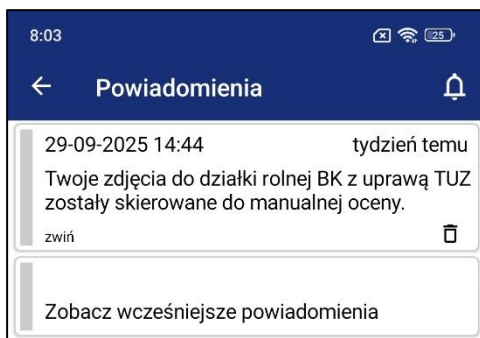 8:03
25
Powiadomienia
29-09-2025 14:44 tydzień temu
Twoje zdjęcia do działki rolnej BK z uprawą TUZ
zostały skierowane do manualnej oceny.
zwiń
Zobacz wcześniejsze powiadomienia